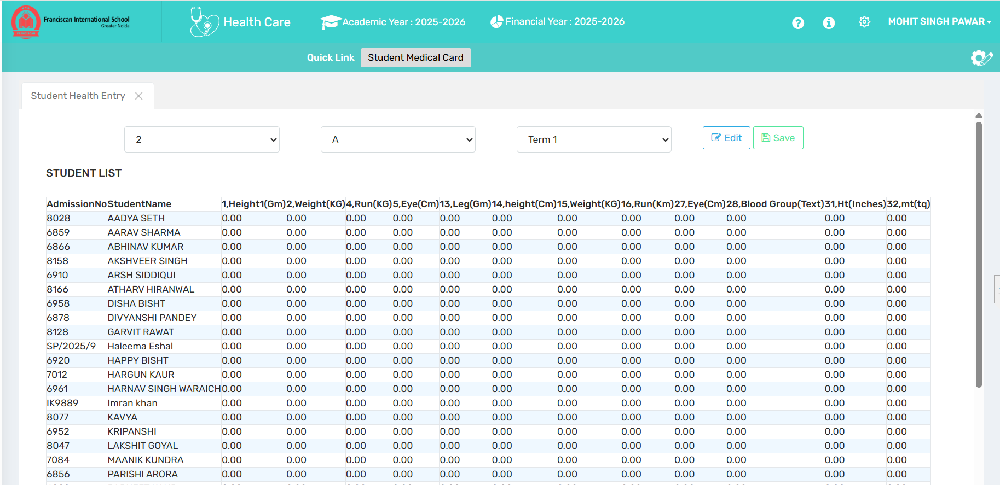 Franciscan International School
Greater Noida
FRANCISCAN
Health Care
Academic Year : 2025-2026
Financial Year : 2025-2026
MOHIT SINGH PAWAR
Quick Link Student Medical Card
Student Health Entry
2 A Term 1 Edit Save
STUDENT LIST
AdmissionNo StudentName 1,Height1(Gm) 2,Weight(KG) 4,Run(KG) 5,Eye(Cm) 13,Leg(Gm) 14,height(Cm) 15,Weight(KG) 16,Run(Km) 27,Eye(Cm) 28,Blood Group(Text) 31,Ht(Inches) 32,mt(tq)
8028 AADYA SETH 0.00 0.00 0.00 0.00 0.00 0.00 0.00 0.00 0.00 0.00 0.00 0.00
6859 AARAV SHARMA 0.00 0.00 0.00 0.00 0.00 0.00 0.00 0.00 0.00 0.00 0.00 0.00
6866 ABHINAV KUMAR 0.00 0.00 0.00 0.00 0.00 0.00 0.00 0.00 0.00 0.00 0.00 0.00
8158 AKSHVEER SINGH 0.00 0.00 0.00 0.00 0.00 0.00 0.00 0.00 0.00 0.00 0.00 0.00
6910 ARSH SIDDIQUI 0.00 0.00 0.00 0.00 0.00 0.00 0.00 0.00 0.00 0.00 0.00 0.00
8166 ATHARV HIRANWAL 0.00 0.00 0.00 0.00 0.00 0.00 0.00 0.00 0.00 0.00 0.00 0.00
6958 DISHA BISHT 0.00 0.00 0.00 0.00 0.00 0.00 0.00 0.00 0.00 0.00 0.00 0.00
6878 DIVYANSHI PANDEY 0.00 0.00 0.00 0.00 0.00 0.00 0.00 0.00 0.00 0.00 0.00 0.00
8128 GARVIT RAWAT 0.00 0.00 0.00 0.00 0.00 0.00 0.00 0.00 0.00 0.00 0.00 0.00
SP/2025/9 Haleema Eshal 0.00 0.00 0.00 0.00 0.00 0.00 0.00 0.00 0.00 0.00 0.00 0.00
6920 HAPPY BISHT 0.00 0.00 0.00 0.00 0.00 0.00 0.00 0.00 0.00 0.00 0.00 0.00
7012 HARGUN KAUR 0.00 0.00 0.00 0.00 0.00 0.00 0.00 0.00 0.00 0.00 0.00 0.00
6961 HARNAV SINGH WARAICH 0.00 0.00 0.00 0.00 0.00 0.00 0.00 0.00 0.00 0.00 0.00 0.00
IK9889 Imran khan 0.00 0.00 0.00 0.00 0.00 0.00 0.00 0.00 0.00 0.00 0.00 0.00
8077 KAVYA 0.00 0.00 0.00 0.00 0.00 0.00 0.00 0.00 0.00 0.00 0.00 0.00
6952 KRIPANSHI 0.00 0.00 0.00 0.00 0.00 0.00 0.00 0.00 0.00 0.00 0.00 0.00
8047 LAKSHIT GOYAL 0.00 0.00 0.00 0.00 0.00 0.00 0.00 0.00 0.00 0.00 0.00 0.00
7084 MAANIK KUNDRA 0.00 0.00 0.00 0.00 0.00 0.00 0.00 0.00 0.00 0.00 0.00 0.00
6856 PARISHI ARORA 0.00 0.00 0.00 0.00 0.00 0.00 0.00 0.00 0.00 0.00 0.00 0.00